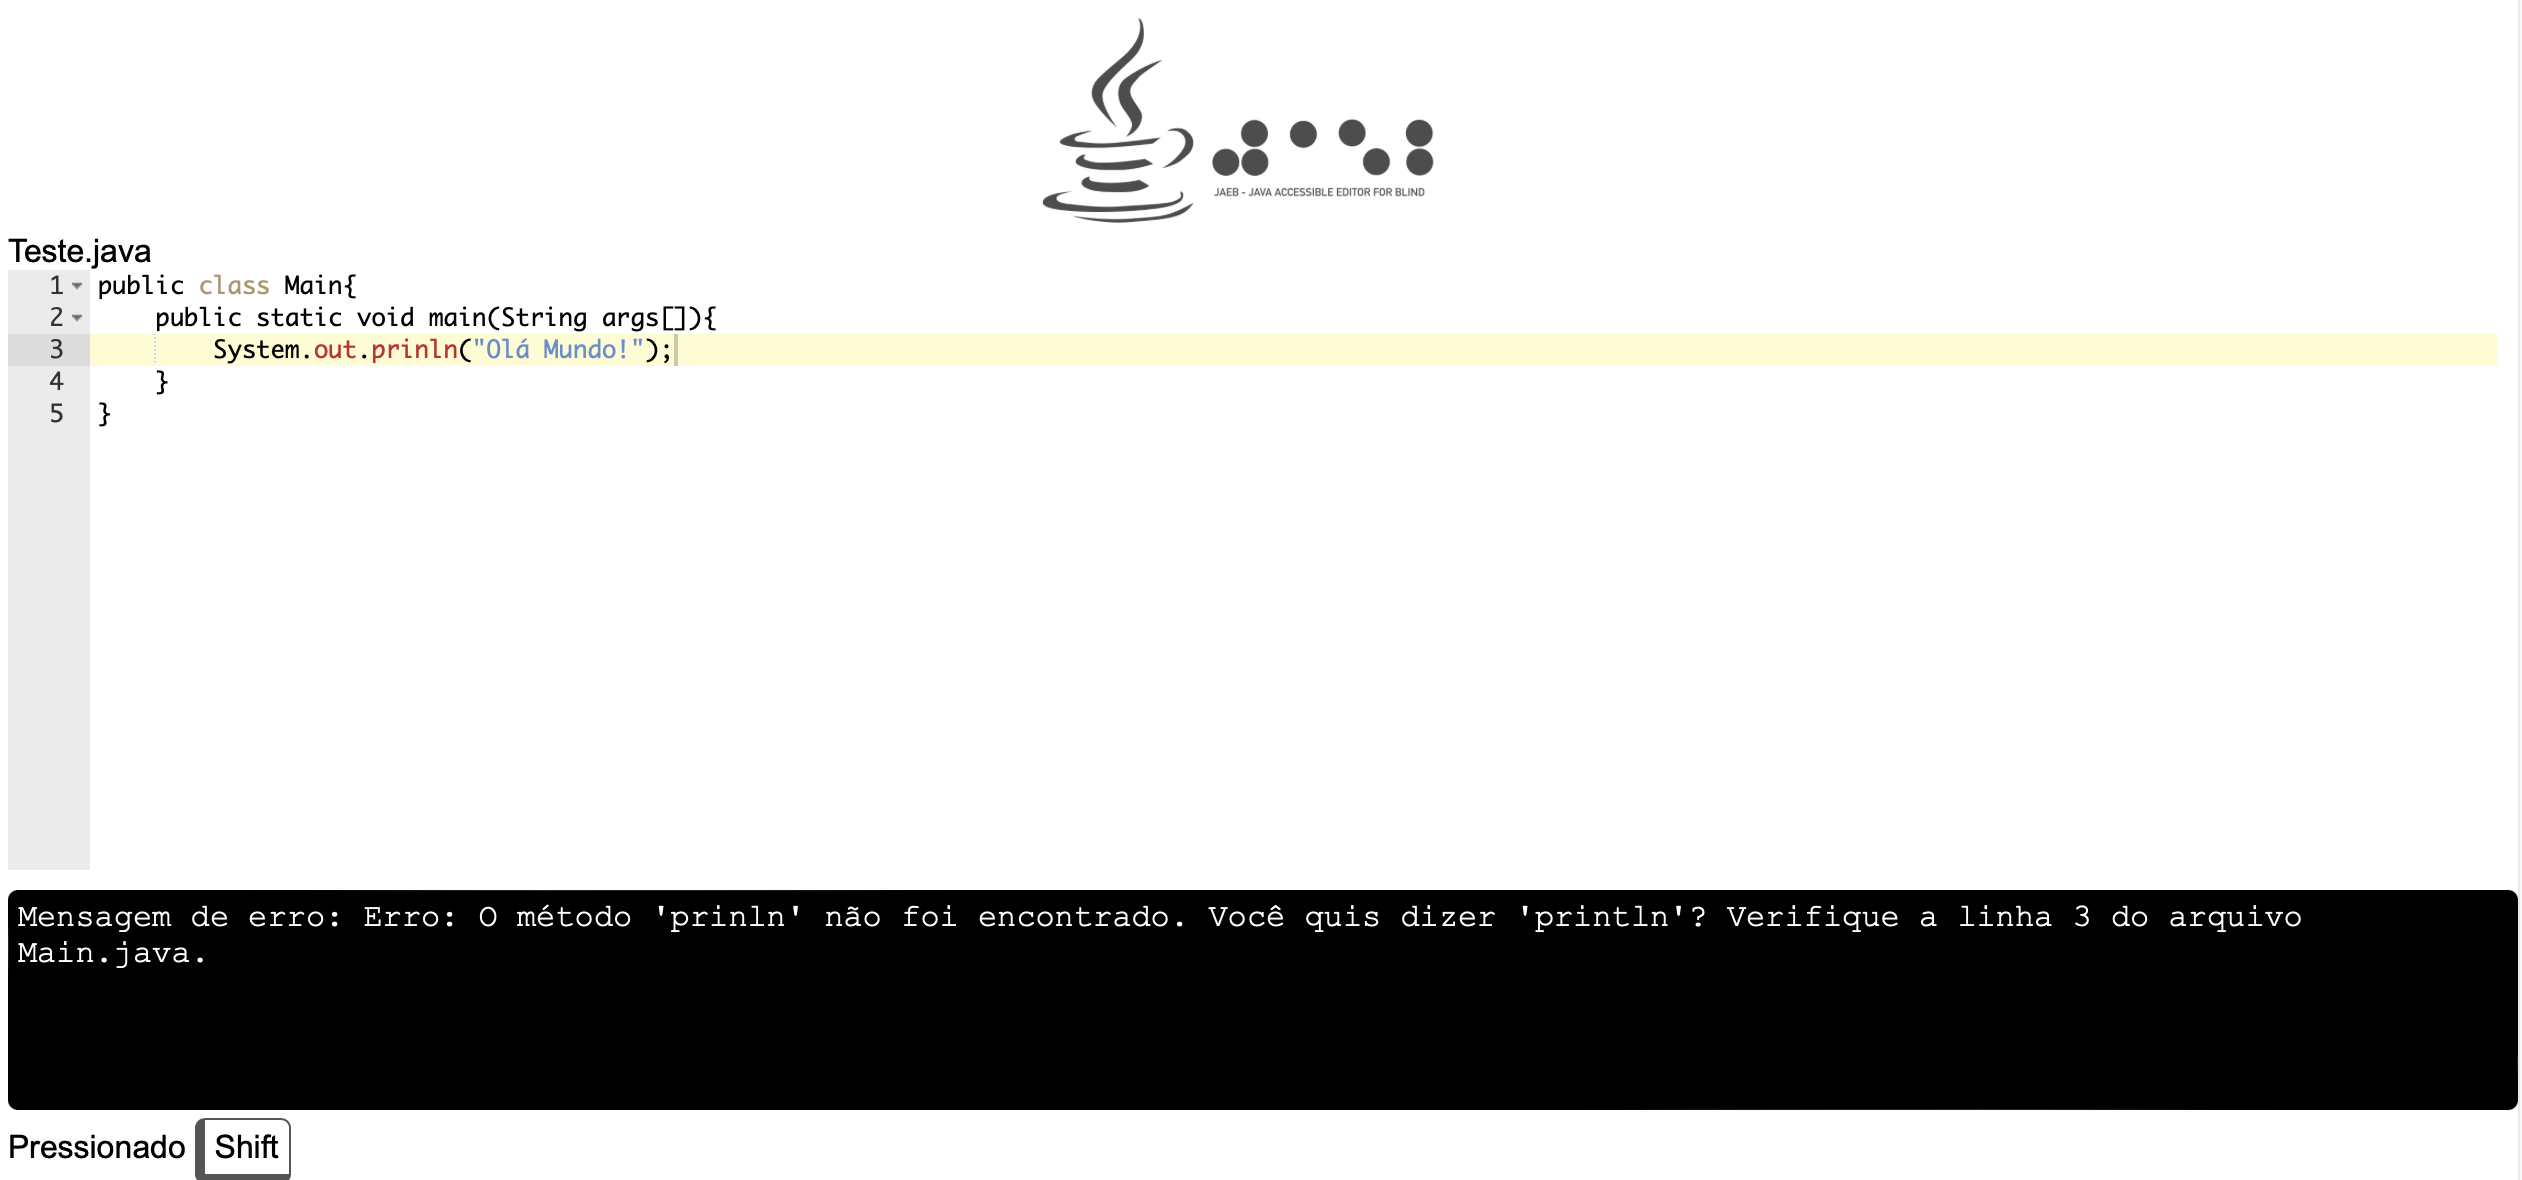 JAEB - JAVA ACCESSIBLE EDITOR FOR BLIND
Teste.java
1 public class Main{
2     public static void main(String args[]){
3         System.out.prinln("Olá Mundo!");
4     }
5 }
Mensagem de erro: Erro: O método 'prinln' não foi encontrado. Você quis dizer 'println'? Verifique a linha 3 do arquivo
Main.java.
Pressionado Shift